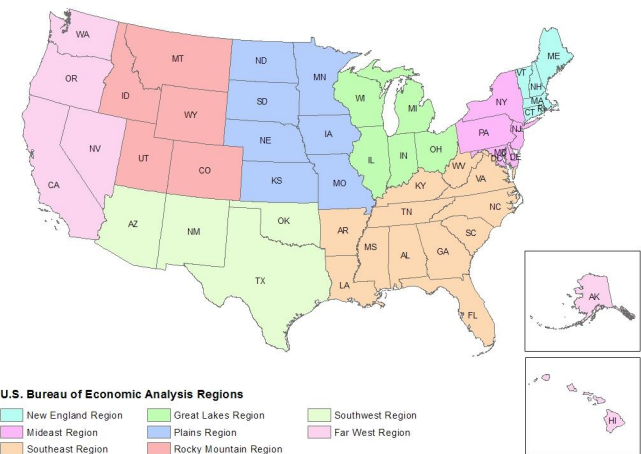 WA
OR
CA
NV
ID
MT
WY
UT
CO
AZ
NM
OK
TX
ND
SD
NE
KS
MN
IA
MO
WI
MI
IL
IN
OH
AR
LA
MS
AL
GA
FL
TN
KY
WV
VA
NC
SC
NY
PA
NJ
MD
DC
DE
VT
NH
ME
MA
CT
RI
AK
HI
U.S. Bureau of Economic Analysis Regions
New England Region
Great Lakes Region
Southwest Region
Mideast Region
Plains Region
Far West Region
Southeast Region
Rocky Mountain Region